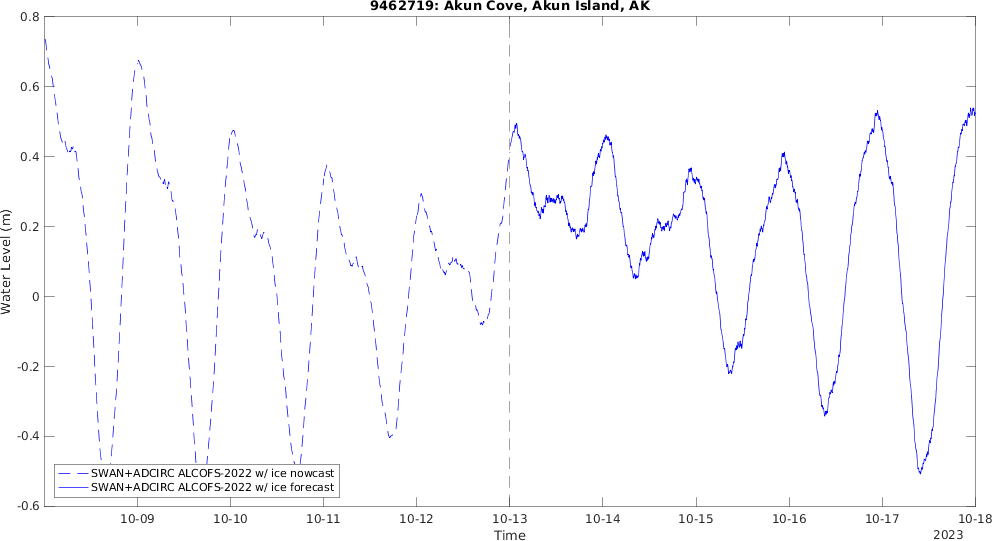 9462719: Akun Cove, Akun Island, AK
0.8
0.6
0.4
0.2
0
-0.2
-0.4
-0.6
Water Level (m)
SWAN+ADCIRC ALCOFS-2022 w/ ice nowcast
SWAN+ADCIRC ALCOFS-2022 w/ ice forecast
10-09 10-10 10-11 10-12 10-13 10-14 10-15 10-16 10-17 10-18
Time
2023